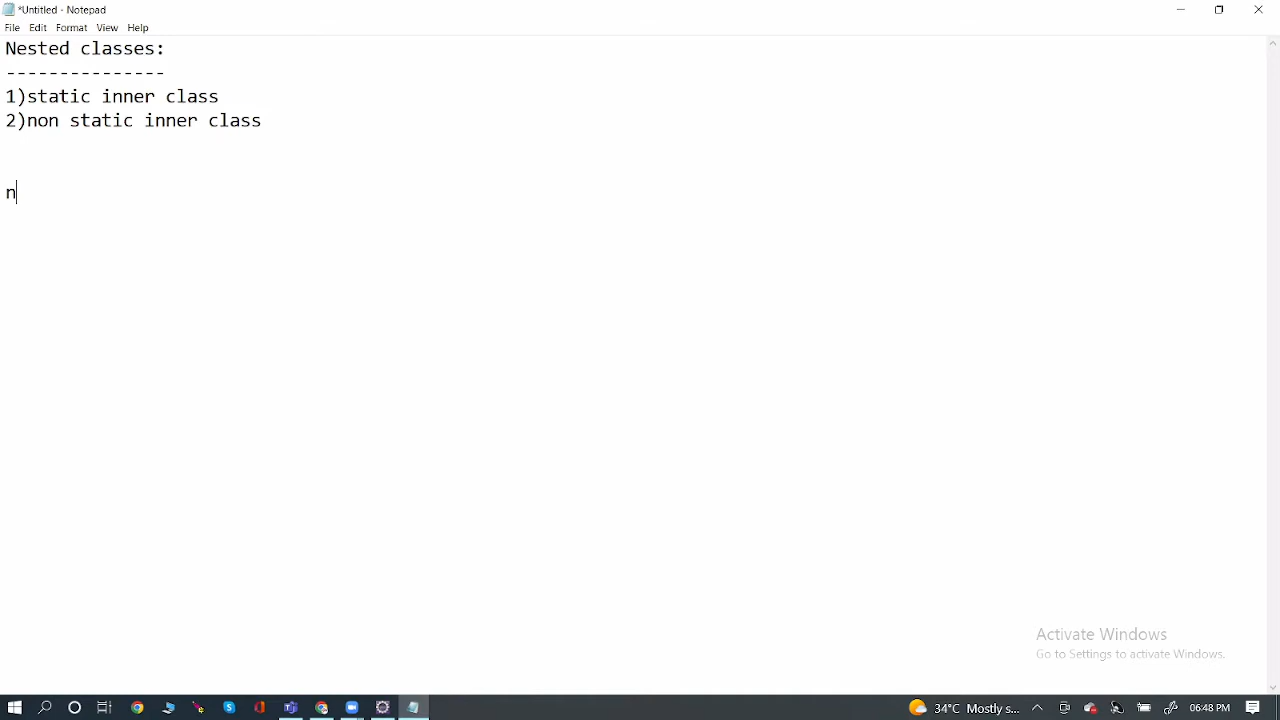 *Untitled - Notepad
File Edit Format View Help
Nested classes:
---------------
1)static inner class
2)non static inner class
n
Activate Windows
Go to Settings to activate Windows.
34°C Mostly s... 06:48 PM